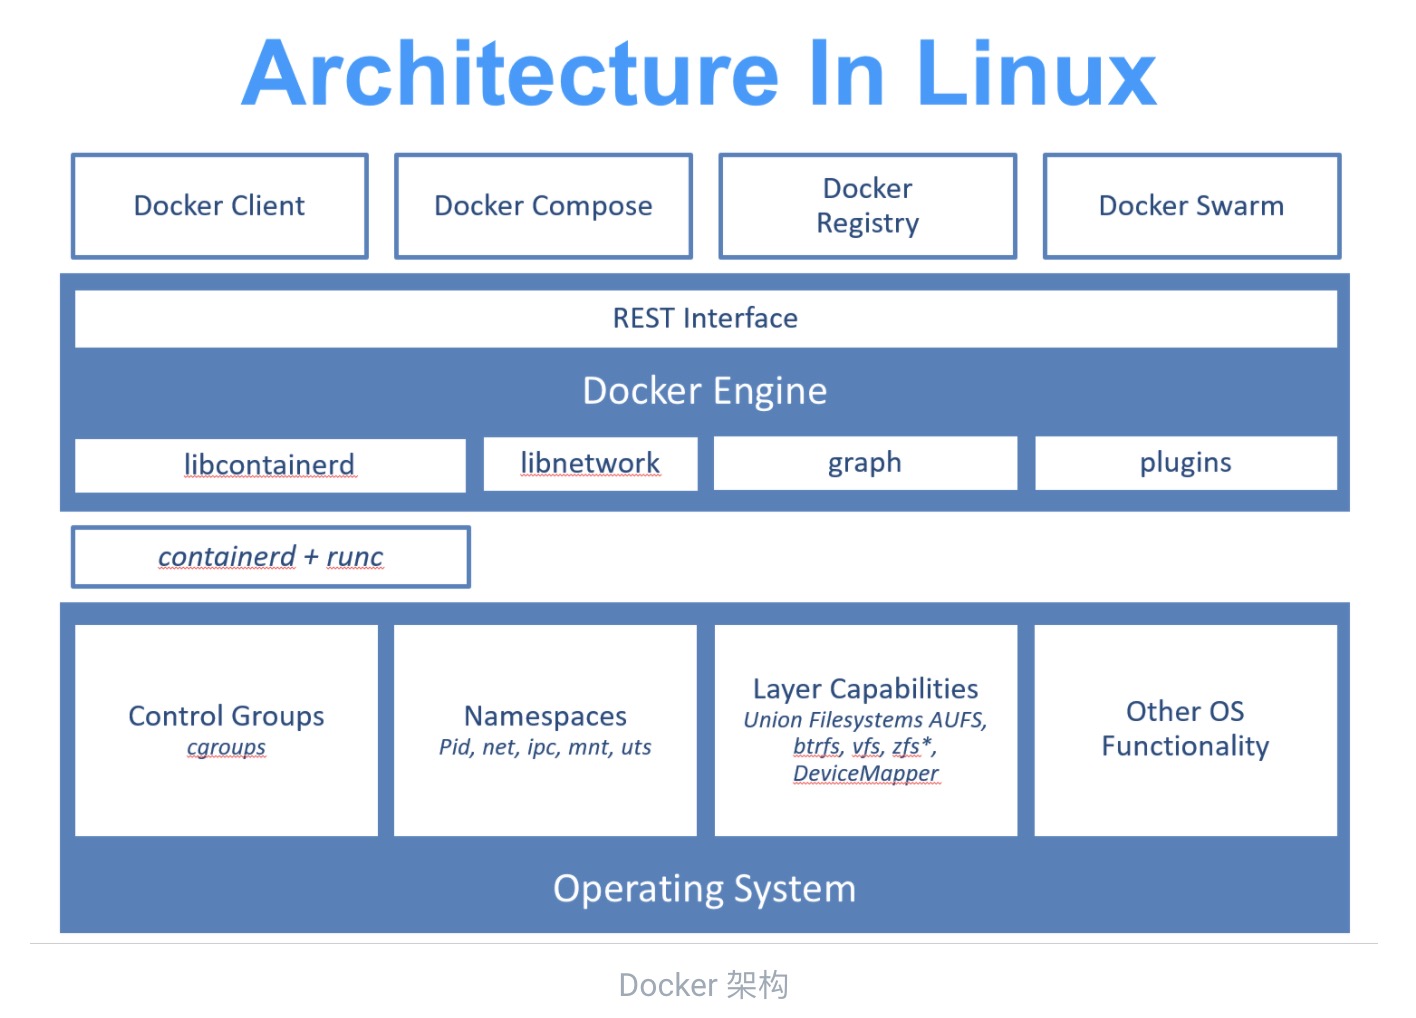 Architecture In Linux
Docker Client
Docker Compose
Docker
Registry
Docker Swarm
REST Interface
Docker Engine
libcontainerd
libnetwork
graph
plugins
containerd + runc
Control Groups
cgroups
Namespaces
Pid, net, ipc, mnt, uts
Layer Capabilities
Union Filesystems AUFS,
btrfs, vfs, zfs*,
DeviceMapper
Other OS
Functionality
Operating System
Docker 架构